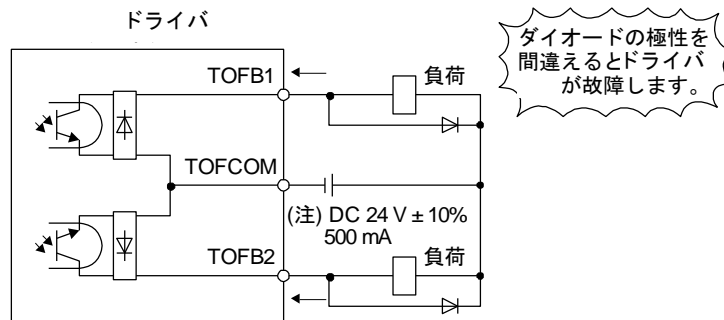 ドライバ
ダイオードの極性を
間違えるとドライバ
が故障します。
TOFB1
負荷
TOFCOM
(注) DC 24 V ± 10%
500 mA
TOFB2
負荷